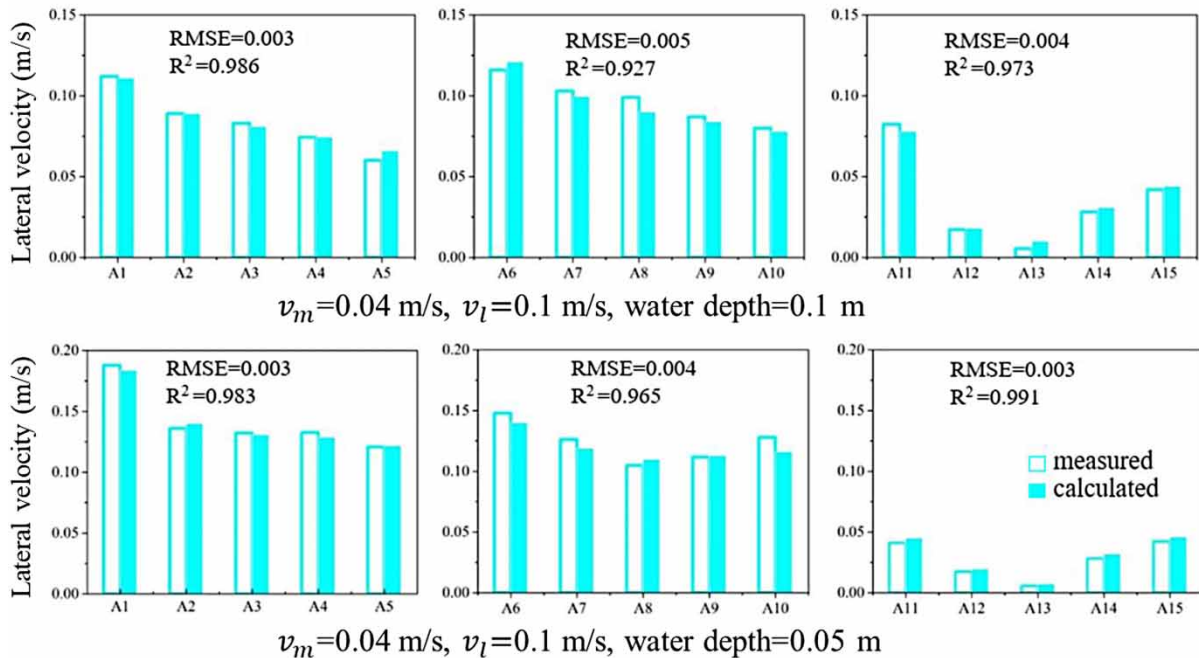 Lateral velocity (m/s)
0.15
0.10
0.05
0.00
RMSE=0.003
R²=0.986
A1 A2 A3 A4 A5
0.15
0.10
0.05
0.00
RMSE=0.005
R²=0.927
A6 A7 A8 A9 A10
0.15
0.10
0.05
0.00
RMSE=0.004
R²=0.973
A11 A12 A13 A14 A15
vₘ=0.04 m/s, vₗ=0.1 m/s, water depth=0.1 m
Lateral velocity (m/s)
0.20
0.15
0.10
0.05
0.00
RMSE=0.003
R²=0.983
A1 A2 A3 A4 A5
0.20
0.15
0.10
0.05
0.00
RMSE=0.004
R²=0.965
A6 A7 A8 A9 A10
0.20
0.15
0.10
0.05
0.00
RMSE=0.003
R²=0.991
measured
calculated
A11 A12 A13 A14 A15
vₘ=0.04 m/s, vₗ=0.1 m/s, water depth=0.05 m